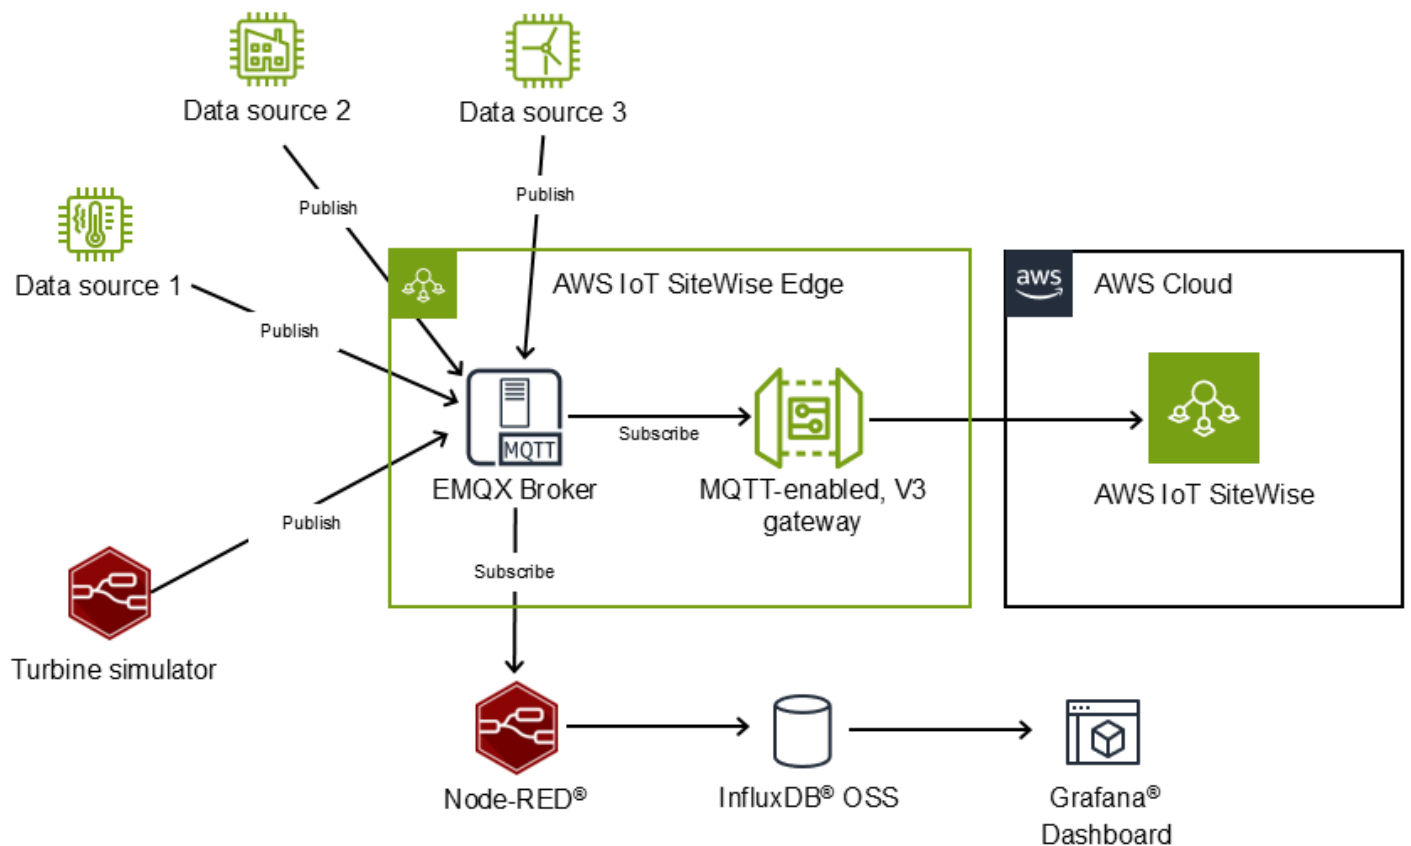 Data source 2
Data source 3
Publish
Publish
Data source 1
Publish
AWS IoT SiteWise Edge
aws
AWS Cloud
MQTT
Subscribe
EMQX Broker
MQTT-enabled, V3
gateway
AWS IoT SiteWise
Publish
Subscribe
Turbine simulator
Node-RED®
InfluxDB® OSS
Grafana®
Dashboard